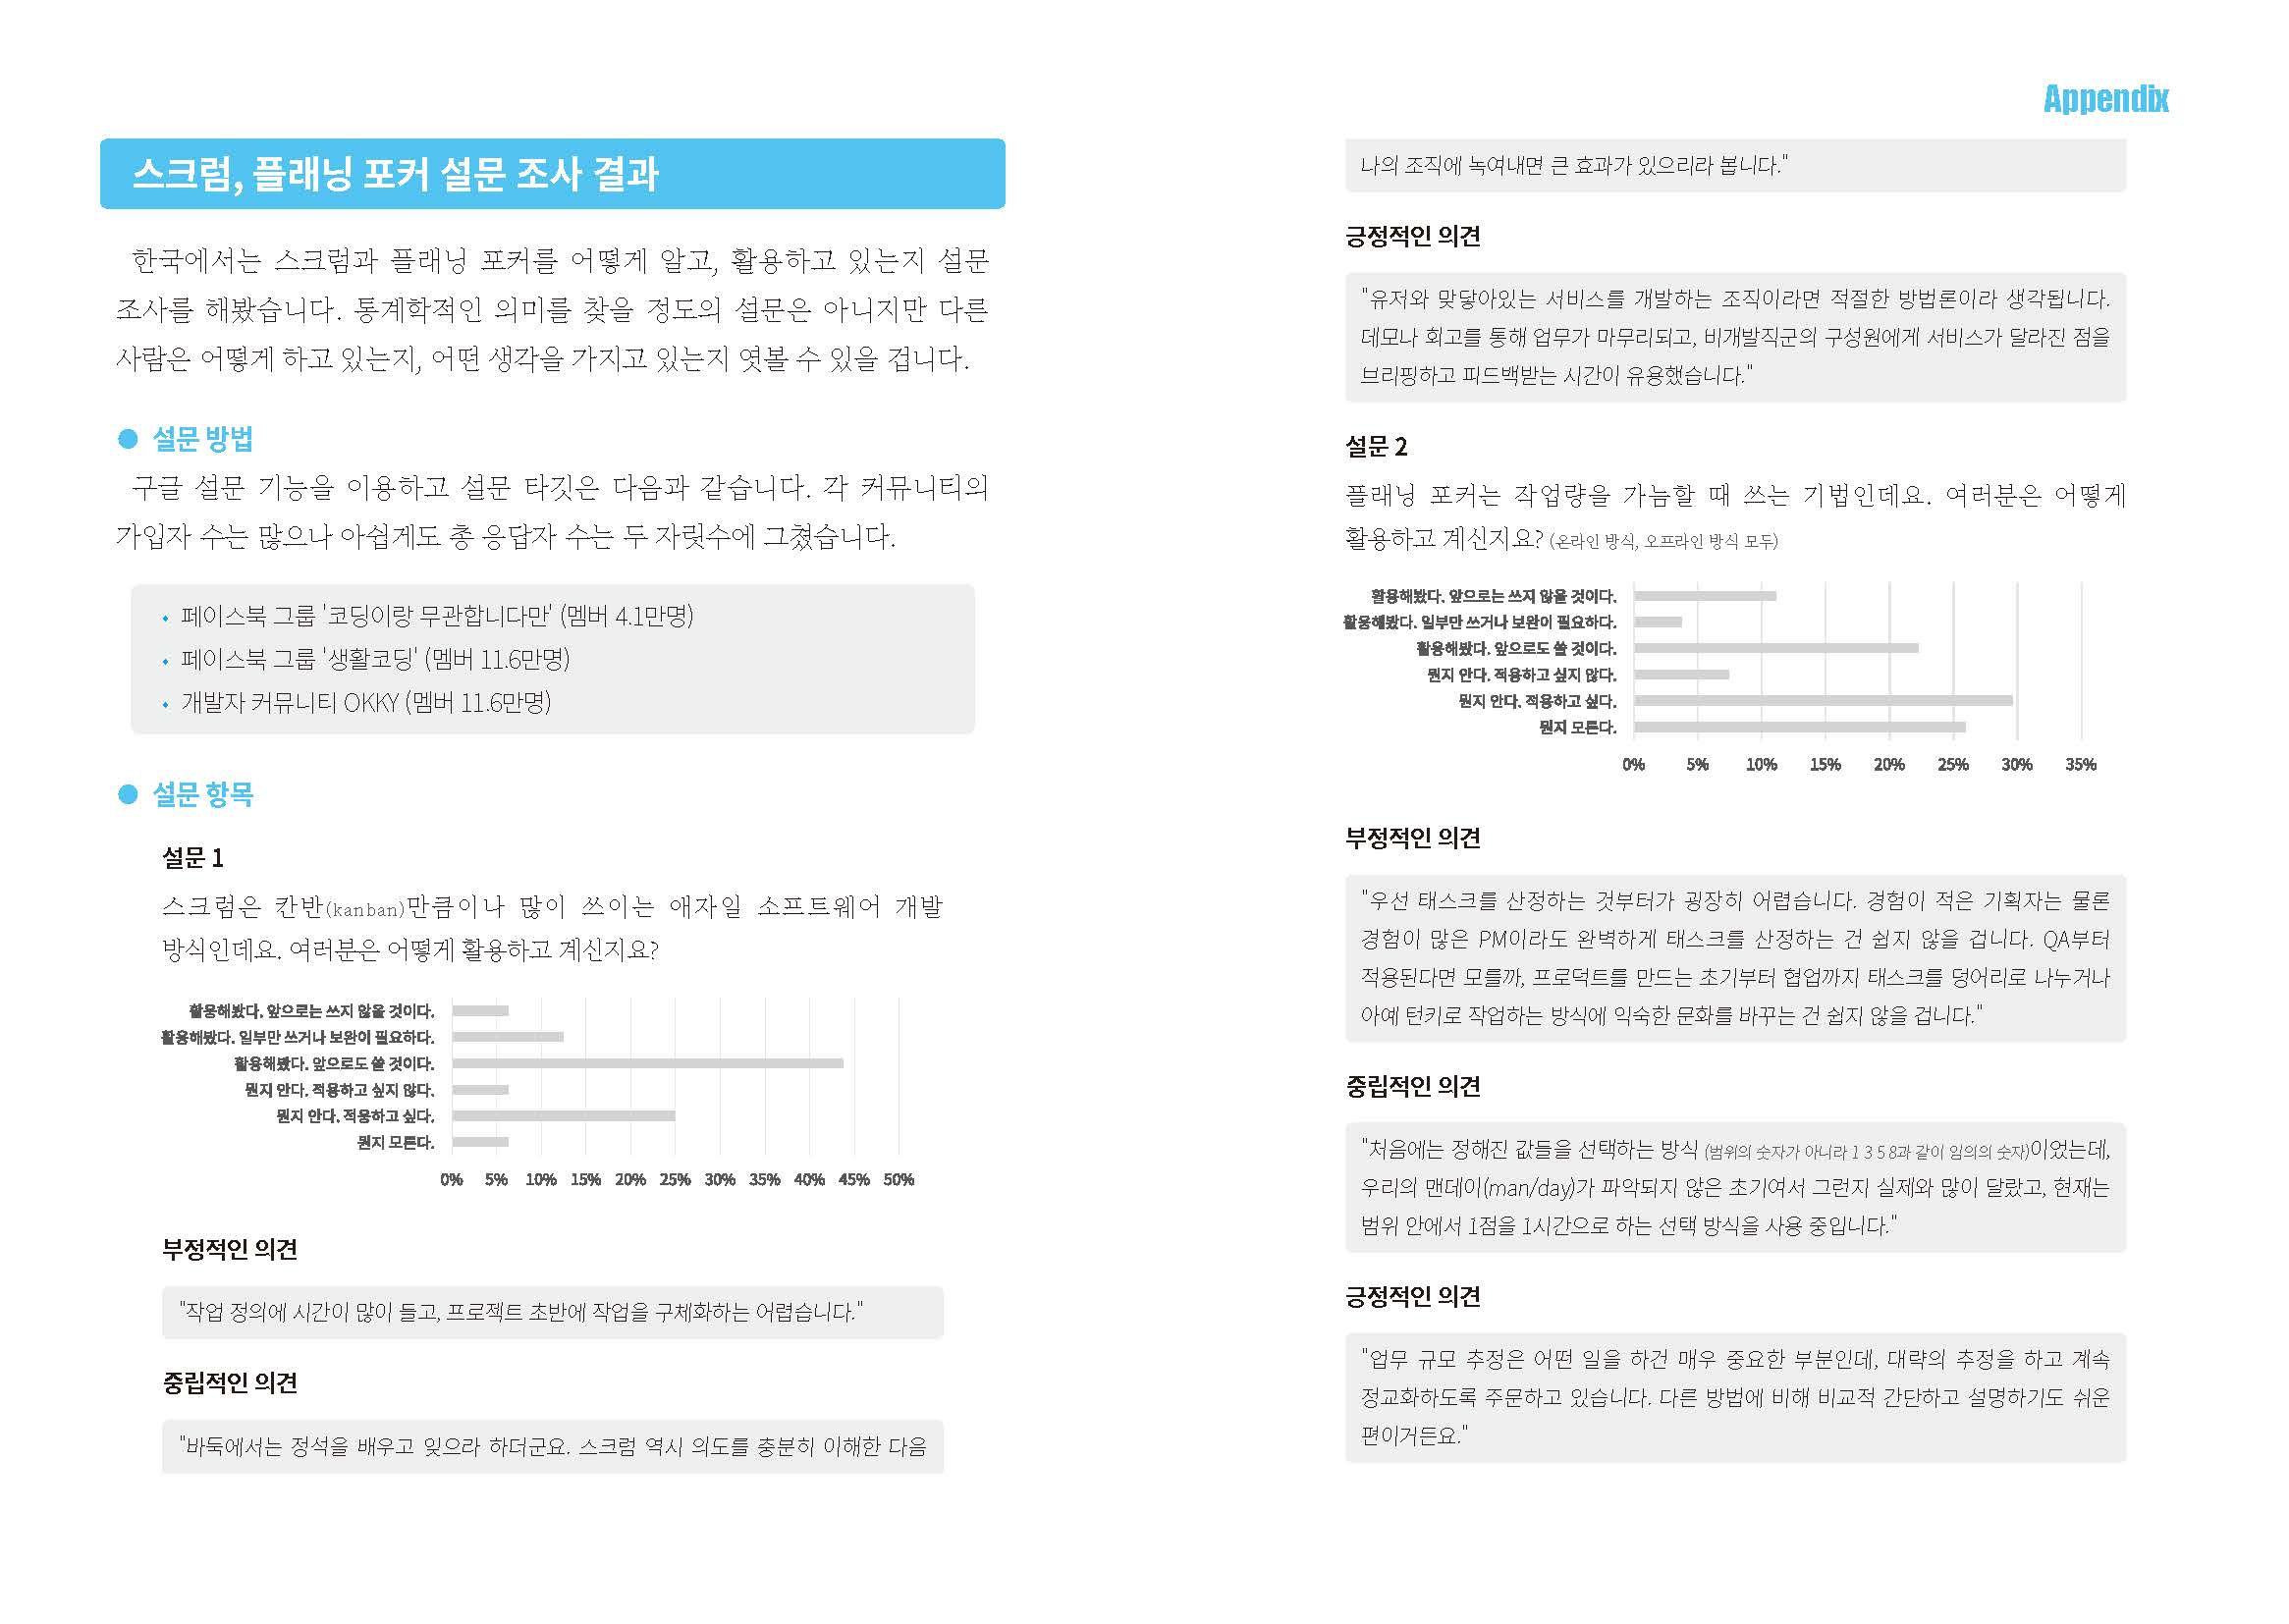 스크럼, 플래닝 포커 설문 조사 결과
한국에서는 스크럼과 플래닝 포커를 어떻게 알고, 활용하고 있는지 설문
조사를 해봤습니다. 통계학적인 의미를 찾을 정도의 설문은 아니지만 다른
사람은 어떻게 하고 있는지, 어떤 생각을 가지고 있는지 엿볼 수 있을 겁니다.
● 설문 방법
구글 설문 기능을 이용하고 설문 타깃은 다음과 같습니다. 각 커뮤니티의
가입자 수는 많으나 아쉽게도 총 응답자 수는 두 자릿수에 그쳤습니다.
• 페이스북 그룹 '코딩이랑 무관합니다만' (멤버 4.1만명)
• 페이스북 그룹 '생활코딩' (멤버 11.6만명)
• 개발자 커뮤니티 OKKY (멤버 11.6만명)
● 설문 항목
설문 1
스크럼은 칸반(kanban)만큼이나 많이 쓰이는 애자일 소프트웨어 개발
방식인데요. 여러분은 어떻게 활용하고 계신지요?
활용해봤다. 앞으로는 쓰지 않을 것이다.
활용해봤다. 일부만 쓰거나 보완이 필요하다.
활용해봤다. 앞으로도 쓸 것이다.
뭔지 안다. 적용하고 싶지 않다.
뭔지 안다. 적용하고 싶다.
뭔지 모른다.
0% 5% 10% 15% 20% 25% 30% 35% 40% 45% 50%
부정적인 의견
"작업 정의에 시간이 많이 들고, 프로젝트 초반에 작업을 구체화하는 어렵습니다."
중립적인 의견
"바둑에서는 정석을 배우고 잊으라 하더군요. 스크럼 역시 의도를 충분히 이해한 다음
Appendix
나의 조직에 녹여내면 큰 효과가 있으리라 봅니다."
긍정적인 의견
"유저와 맞닿아있는 서비스를 개발하는 조직이라면 적절한 방법론이라 생각됩니다.
데모나 회고를 통해 업무가 마무리되고, 비개발직군의 구성원에게 서비스가 달라진 점을
브리핑하고 피드백받는 시간이 유용했습니다."
설문 2
플래닝 포커는 작업량을 가늠할 때 쓰는 기법인데요. 여러분은 어떻게
활용하고 계신지요? (온라인 방식, 오프라인 방식 모두)
활용해봤다. 앞으로는 쓰지 않을 것이다.
활용해봤다. 일부만 쓰거나 보완이 필요하다.
활용해봤다. 앞으로도 쓸 것이다.
뭔지 안다. 적용하고 싶지 않다.
뭔지 안다. 적용하고 싶다.
뭔지 모른다.
0% 5% 10% 15% 20% 25% 30% 35%
부정적인 의견
"우선 태스크를 산정하는 것부터가 굉장히 어렵습니다. 경험이 적은 기획자는 물론
경험이 많은 PM이라도 완벽하게 태스크를 산정하는 건 쉽지 않을 겁니다. QA부터
적용된다면 모를까, 프로덕트를 만드는 초기부터 협업까지 태스크를 덩어리로 나누거나
아예 턴키로 작업하는 방식에 익숙한 문화를 바꾸는 건 쉽지 않을 겁니다."
중립적인 의견
"처음에는 정해진 값들을 선택하는 방식 (범위의 숫자가 아니라 1 3 5 8과 같이 임의의 숫자)이었는데,
우리의 맨데이(man/day)가 파악되지 않은 초기여서 그런지 실제와 많이 달랐고, 현재는
범위 안에서 1점을 1시간으로 하는 선택 방식을 사용 중입니다."
긍정적인 의견
"업무 규모 추정은 어떤 일을 하건 매우 중요한 부분인데, 대략의 추정을 하고 계속
정교화하도록 주문하고 있습니다. 다른 방법에 비해 비교적 간단하고 설명하기도 쉬운
편이거든요."